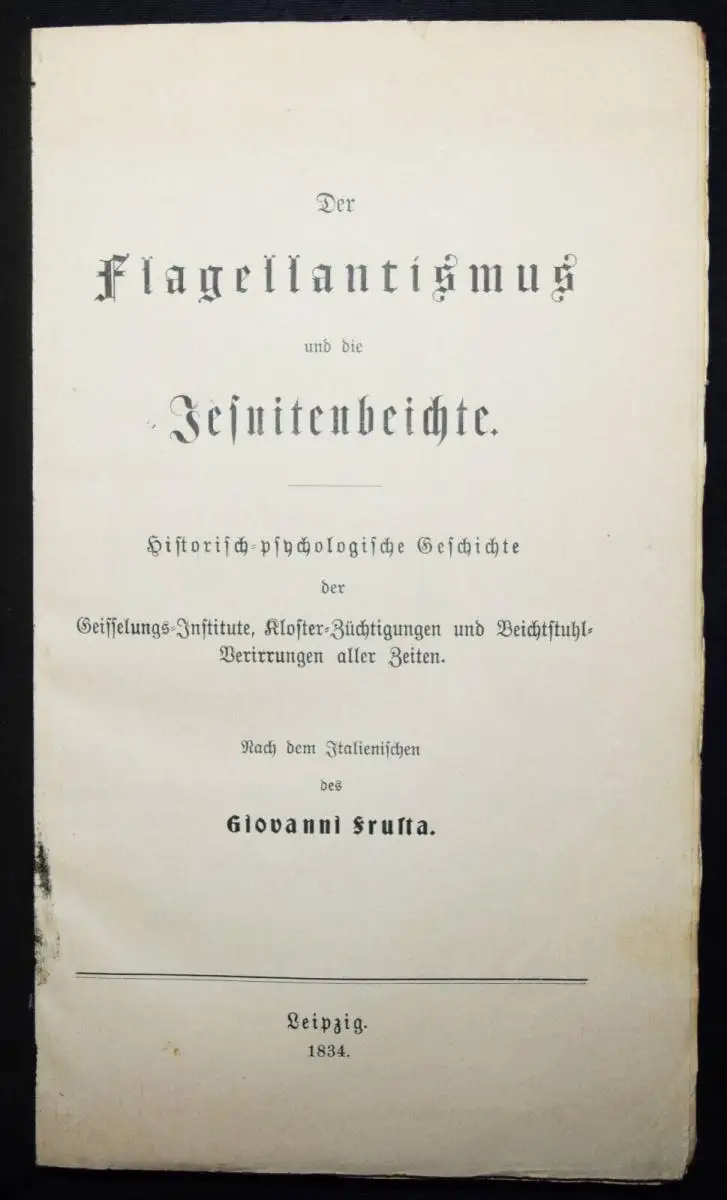 Der
Flagellantismus
und die
Jesuitenbeichte.
Historisch-psychologische Geschichte
der
Geisselungs-Institute, Kloster-Züchtigungen und Beichtstuhl-
Verirrungen aller Zeiten.
Nach dem Italienischen
des
Giovanni Frusta.
Leipzig.
1834.